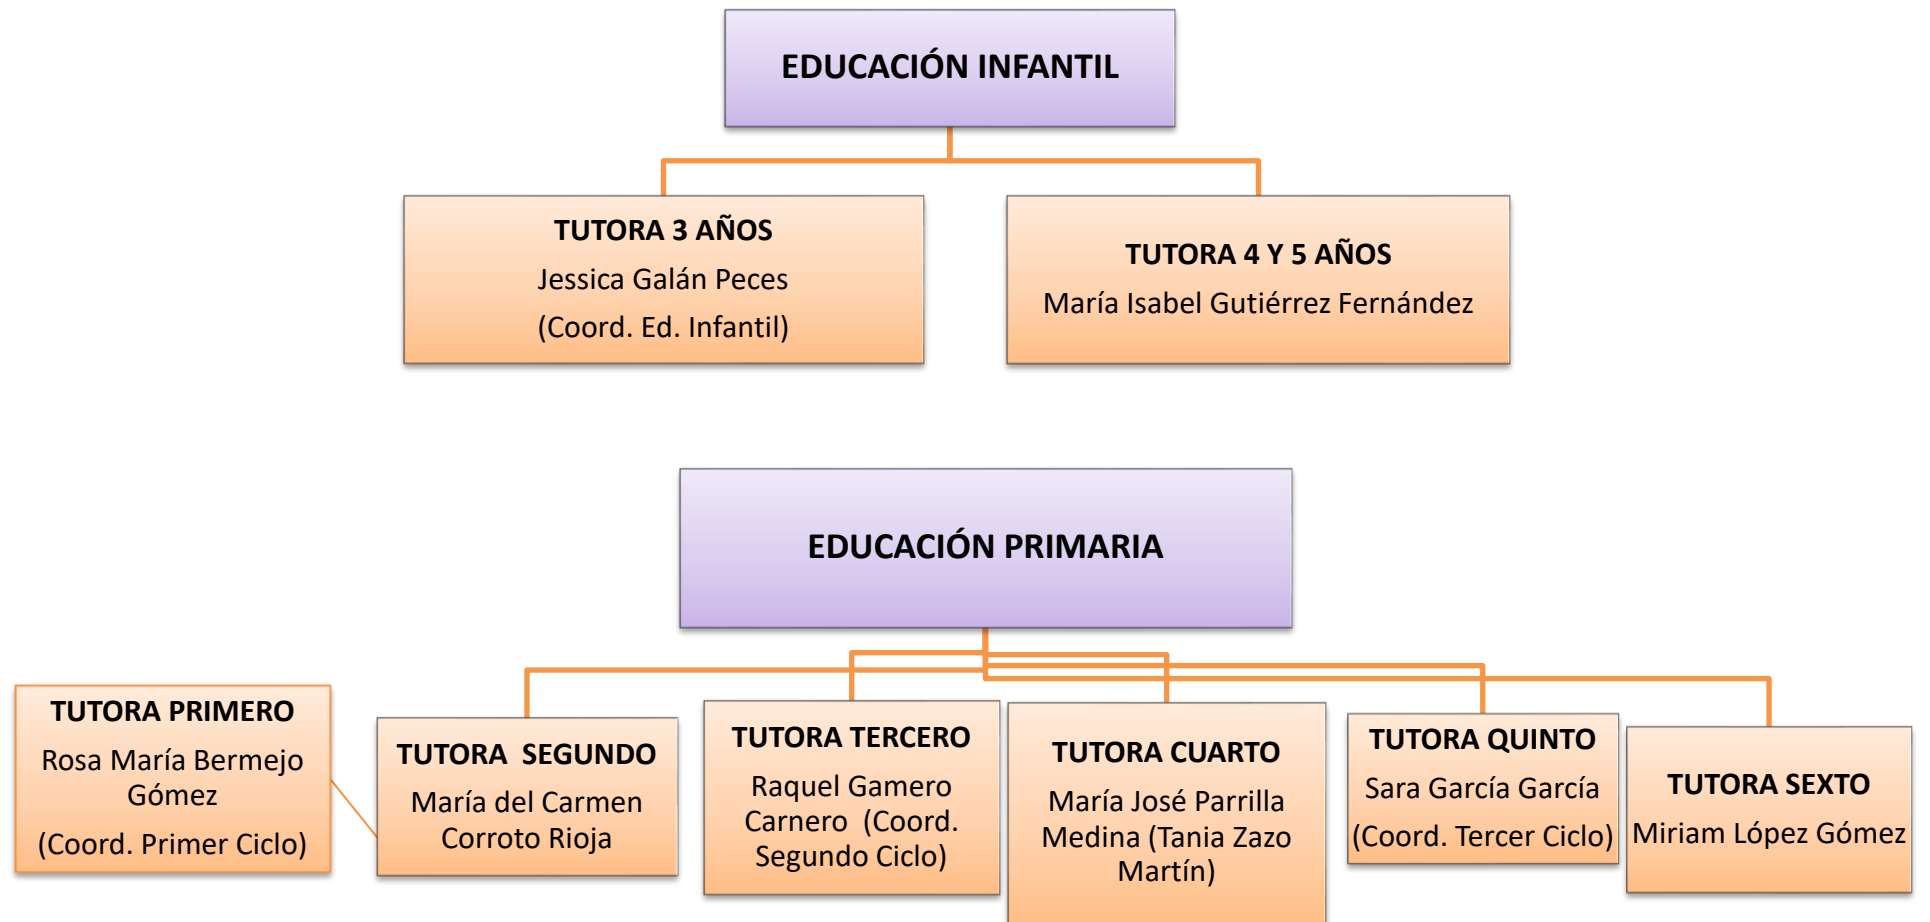 EDUCACIÓN INFANTIL
TUTORA 3 AÑOS
Jessica Galán Peces
(Coord. Ed. Infantil)
TUTORA 4 Y 5 AÑOS
María Isabel Gutiérrez Fernández
EDUCACIÓN PRIMARIA
TUTORA PRIMERO
Rosa María Bermejo
Gómez
(Coord. Primer Ciclo)
TUTORA  SEGUNDO
María del Carmen
Corroto Rioja
TUTORA TERCERO
Raquel Gamero
Carnero  (Coord.
Segundo Ciclo)
TUTORA CUARTO
María José Parrilla
Medina (Tania Zazo
Martín)
TUTORA QUINTO
Sara García García
(Coord. Tercer Ciclo)
TUTORA SEXTO
Miriam López Gómez